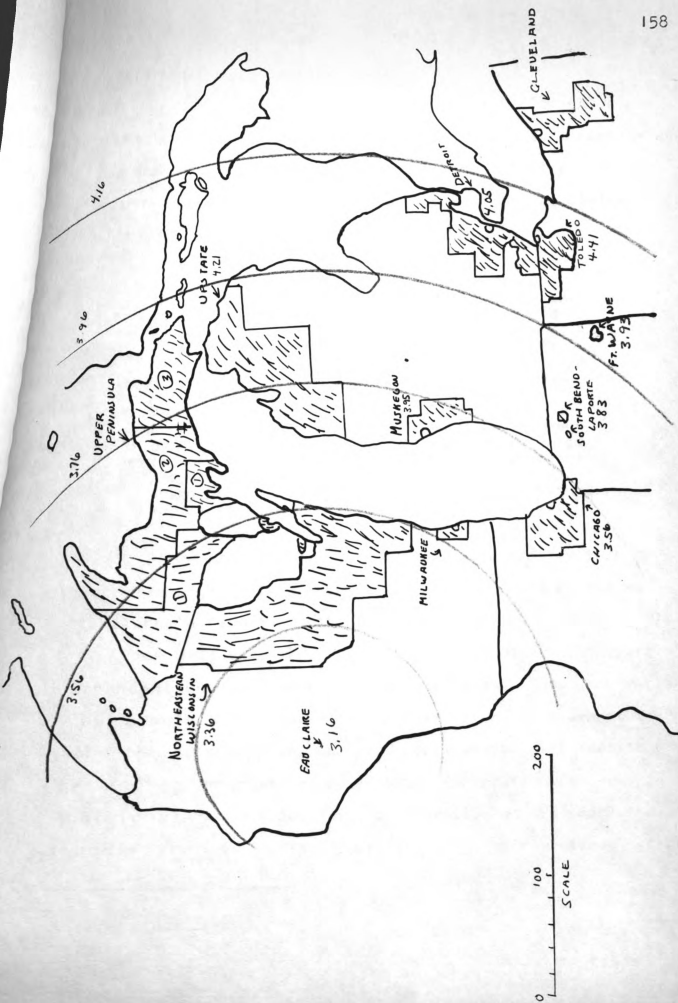 158
CLEVELAND
4.16
DETROIT
4.05
3.96
UPSTATE
4.21
TOLEDO
4.41
UPPER
PENINSULA
3
3.76
2
1
MUSKEGON
3.95
FT. WAYNE
3.93
SOUTH BEND-
LAPORTE
3.83
1
3.56
NORTHEASTERN
WISCONSIN
3.36
MILWAUKEE
CHICAGO
3.56
EAU CLAIRE
3.16
0 100 200
SCALE